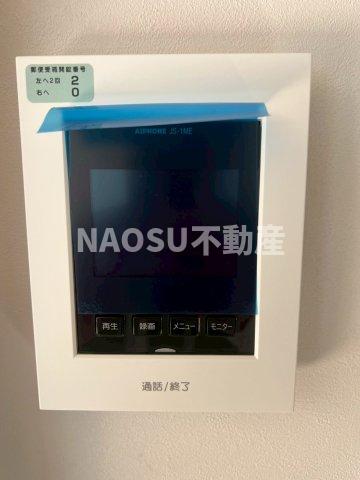 郵便受箱開錠番号
左へ2回 2
右へ 0
AIPHONE JS-1ME
NAOSU不動産
再生 録画 メニュー モニター
通話/終了